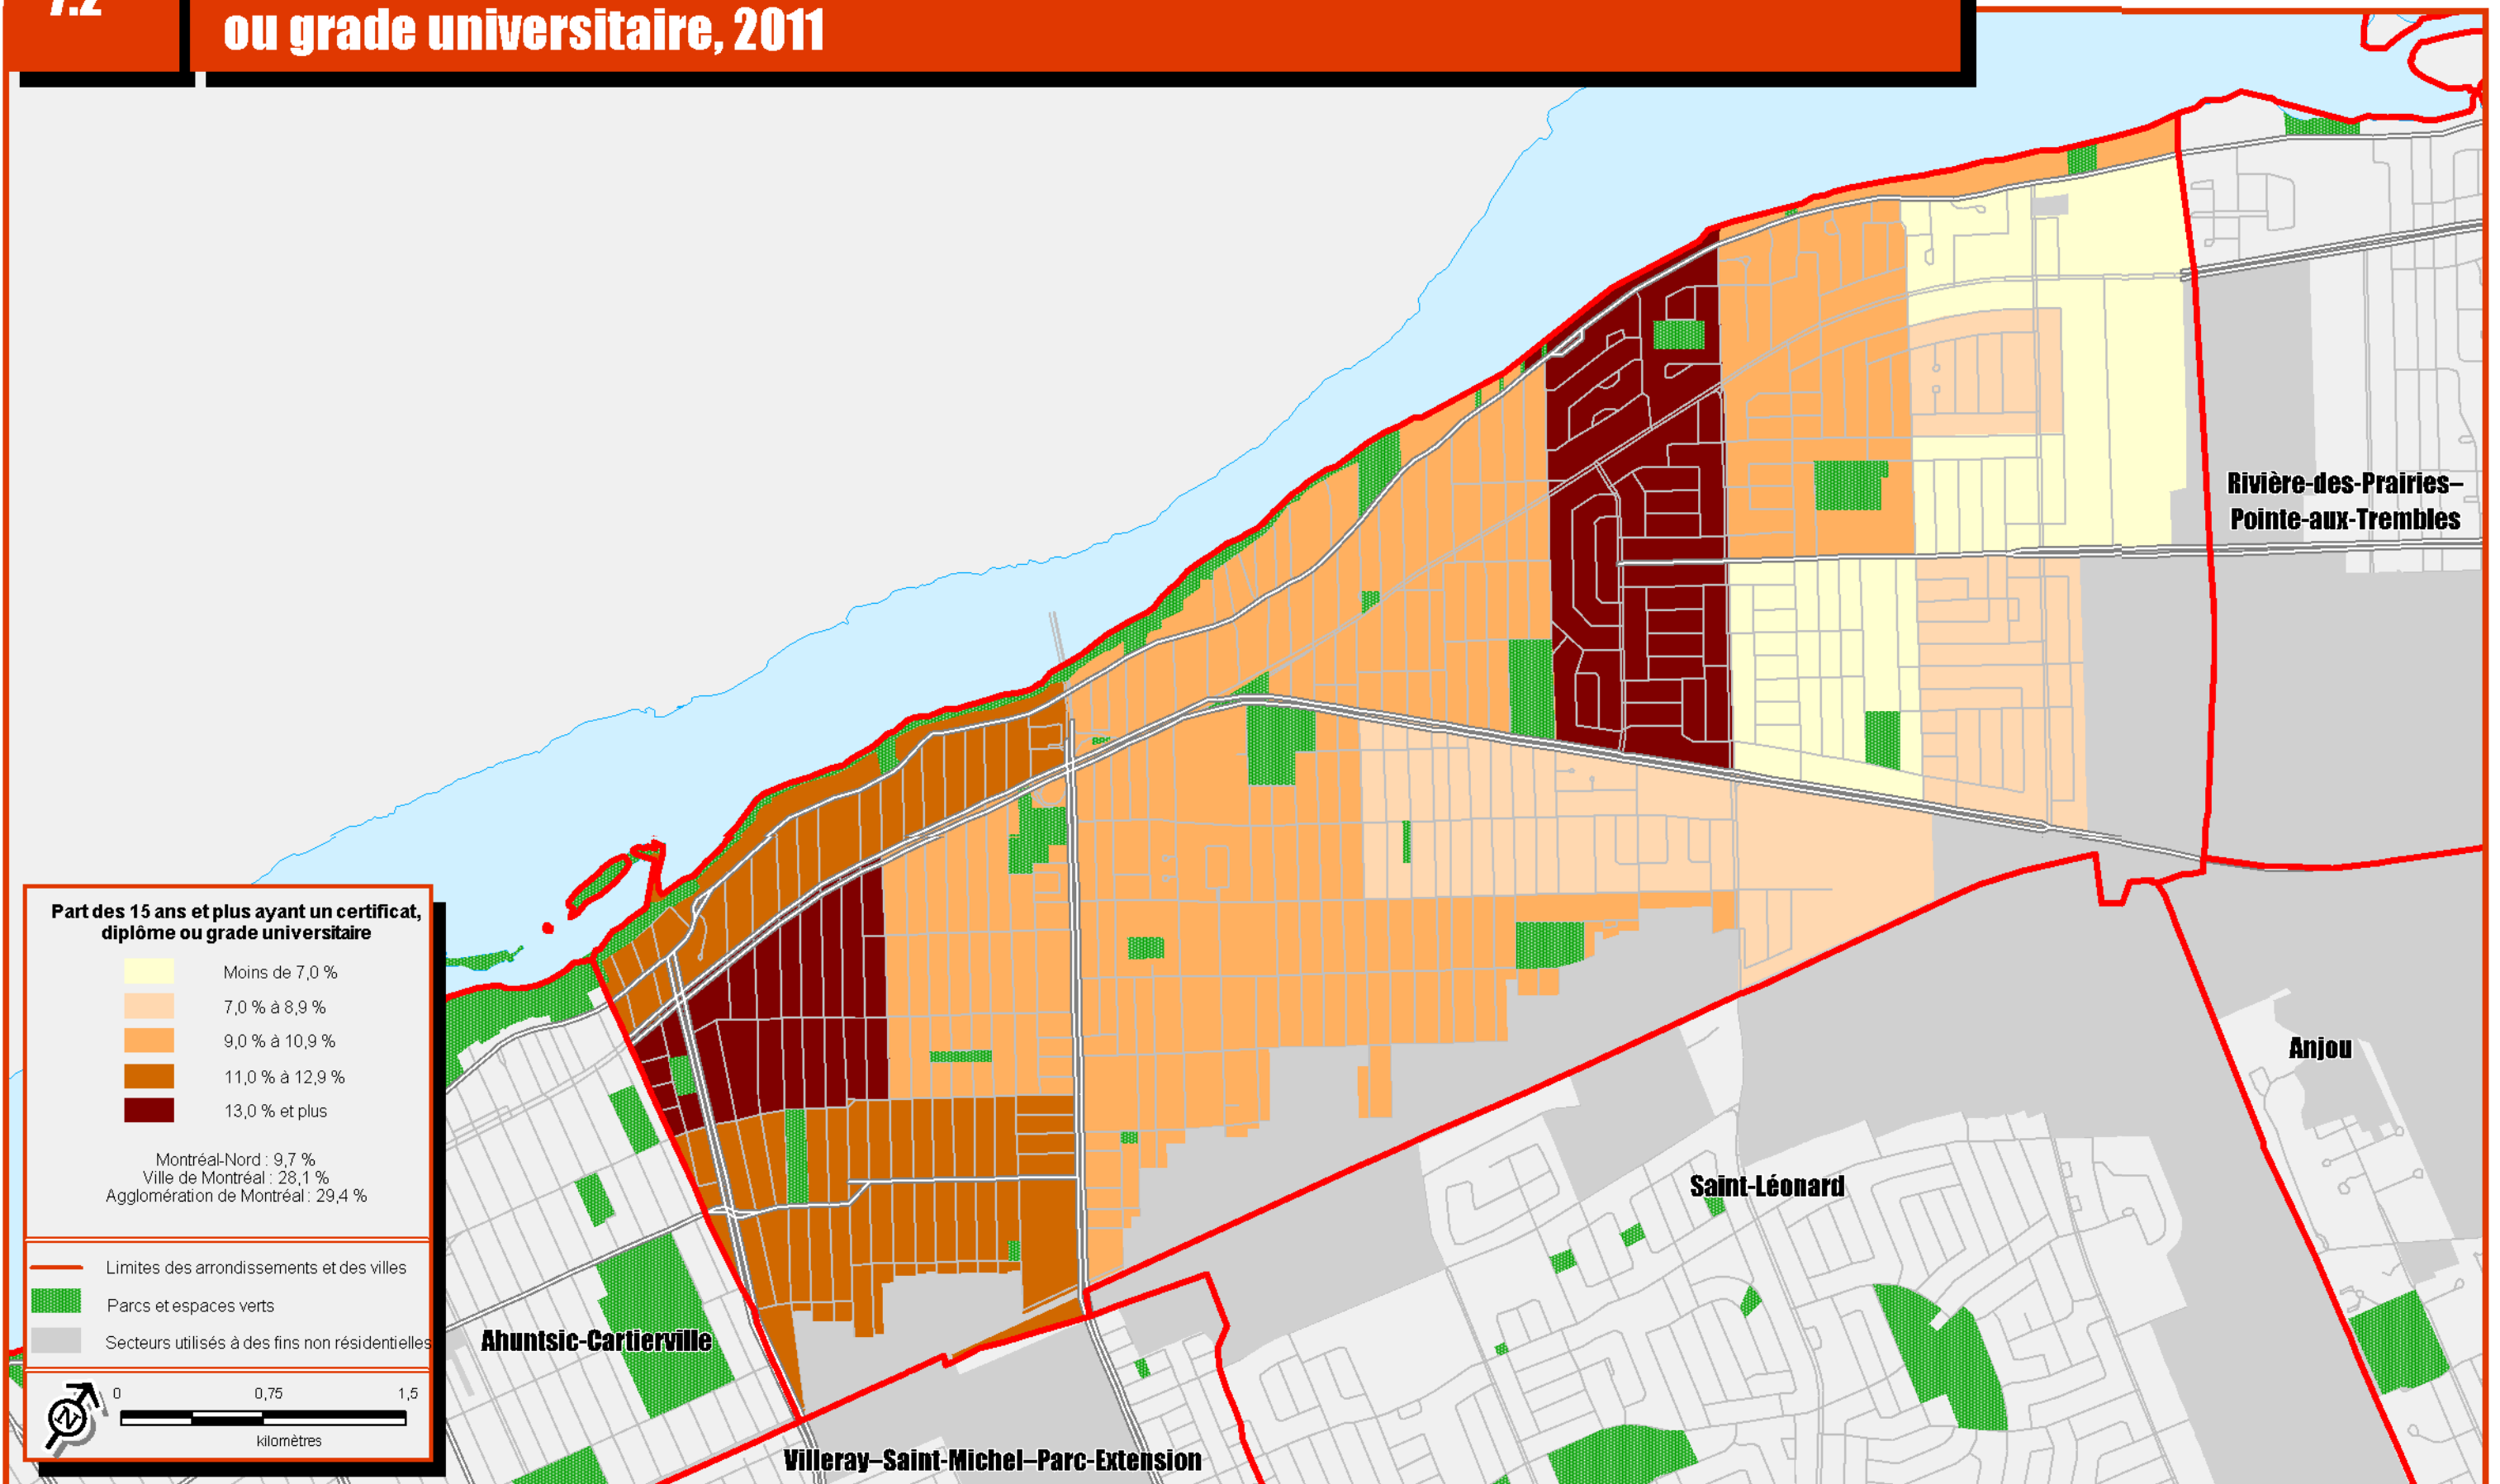 7.2
ou grade universitaire, 2011
Rivière-des-Prairies–
Pointe-aux-Trembles
Part des 15 ans et plus ayant un certificat,
diplôme ou grade universitaire
Moins de 7,0 %
7,0 % à 8,9 %
9,0 % à 10,9 %
11,0 % à 12,9 %
13,0 % et plus
Montréal-Nord : 9,7 %
Ville de Montréal : 28,1 %
Agglomération de Montréal : 29,4 %
Limites des arrondissements et des villes
Parcs et espaces verts
Secteurs utilisés à des fins non résidentielles
N
0 0,75 1,5
kilomètres
Anjou
Saint-Léonard
Ahuntsic-Cartierville
Villeray–Saint-Michel–Parc-Extension